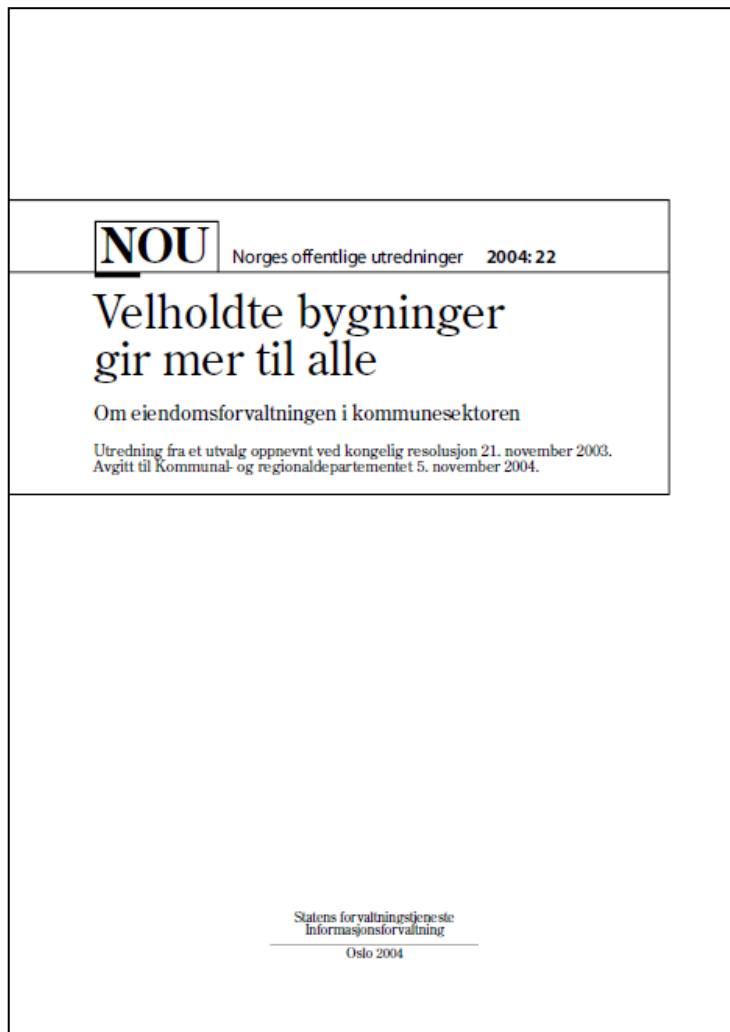 NOU Norges offentlige utredninger 2004: 22
Velholdte bygninger
gir mer til alle
Om eiendomsforvaltningen i kommunesektoren
Utredning fra et utvalg oppnevnt ved kongelig resolusjon 21. november 2003.
Avgitt til Kommunal- og regionaldepartementet 5. november 2004.
Statens forvaltningstjeneste
Informasjonsforvaltning
Oslo 2004